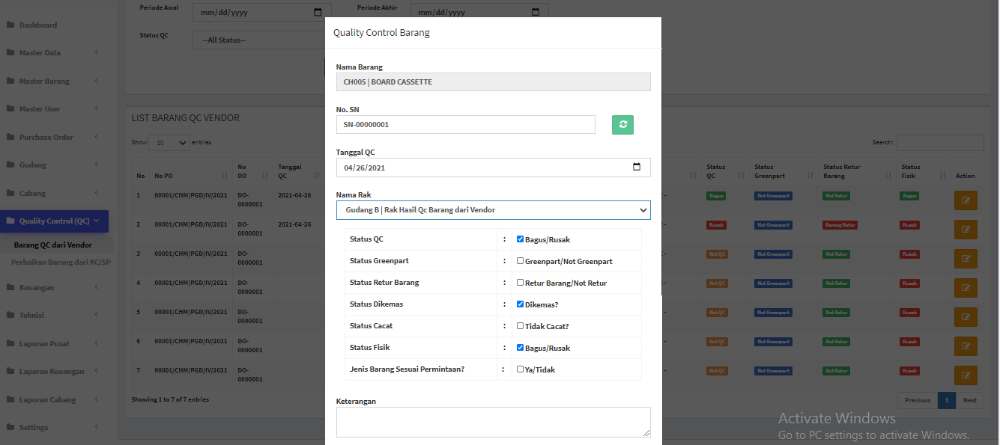 Periode Awal
mm/dd/yyyy
Periode Akhir
mm/dd/yyyy
Status QC
--All Status--
Dashboard
Master Data
Master Barang
Master User
Purchase Order
Gudang
Cabang
Quality Control (QC)
Barang QC dari Vendor
Perbaikan Barang dari KC/SP
Keuangan
Teknisi
Laporan Pusat
Laporan Keuangan
Laporan Cabang
Settings
LIST BARANG QC VENDOR
Show 10 entries
Search:
No No PO No DO Tanggal QC Status QC Status Greenpart Status Retur Barang Status Fisik Action
1 00001/CHM/PGD/IV/2021 DO-0000001 2021-04-26 Bagus Not Greenpart Not Retur Bagus
2 00001/CHM/PGD/IV/2021 DO-0000001 2021-04-26 Rusak Not Greenpart Barang Retur Rusak
3 00001/CHM/PGD/IV/2021 DO-0000001 Not QC Not Greenpart Not Retur Rusak
4 00001/CHM/PGD/IV/2021 DO-0000001 Not QC Not Greenpart Not Retur Rusak
5 00001/CHM/PGD/IV/2021 DO-0000001 Not QC Not Greenpart Not Retur Rusak
6 00001/CHM/PGD/IV/2021 DO-0000001 Not QC Not Greenpart Not Retur Rusak
7 00001/CHM/PGD/IV/2021 DO-0000001 Not QC Not Greenpart Not Retur Rusak
Showing 1 to 7 of 7 entries
Previous 1 Next
Quality Control Barang
Nama Barang
CH005 | BOARD CASSETTE
No. SN
SN-00000001
Tanggal QC
04/26/2021
Nama Rak
Gudang B | Rak Hasil Qc Barang dari Vendor
Status QC : Bagus/Rusak
Status Greenpart : Greenpart/Not Greenpart
Status Retur Barang : Retur Barang/Not Retur
Status Dikemas : Dikemas?
Status Cacat : Tidak Cacat?
Status Fisik : Bagus/Rusak
Jenis Barang Sesuai Permintaan? : Ya/Tidak
Keterangan
Activate Windows
Go to PC settings to activate Windows.